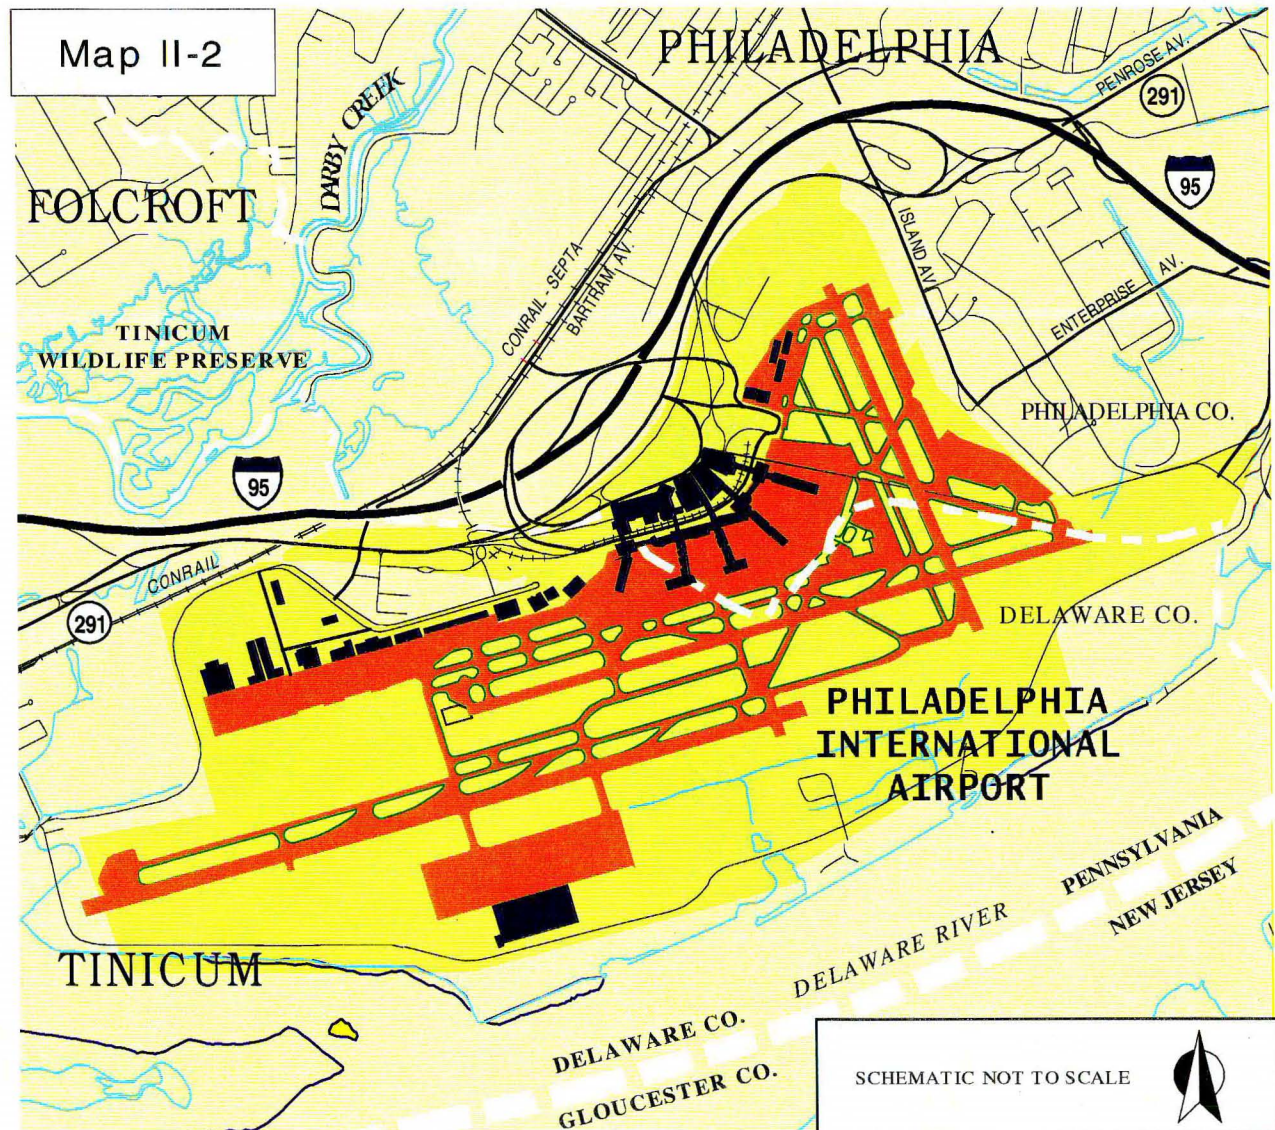 Map II-2
PHILADELPHIA
PENROSE AV.
291
DARBY CREEK
FOLCROFT
95
ISLAND AV.
CONRAIL - SEPTA
BARTRAM AV.
ENTERPRISE AV.
TINICUM
WILDLIFE PRESERVE
PHILADELPHIA CO.
95
CONRAIL
291
DELAWARE CO.
PHILADELPHIA
INTERNATIONAL
AIRPORT
PENNSYLVANIA
NEW JERSEY
TINICUM
DELAWARE RIVER
DELAWARE CO.
GLOUCESTER CO.
SCHEMATIC NOT TO SCALE